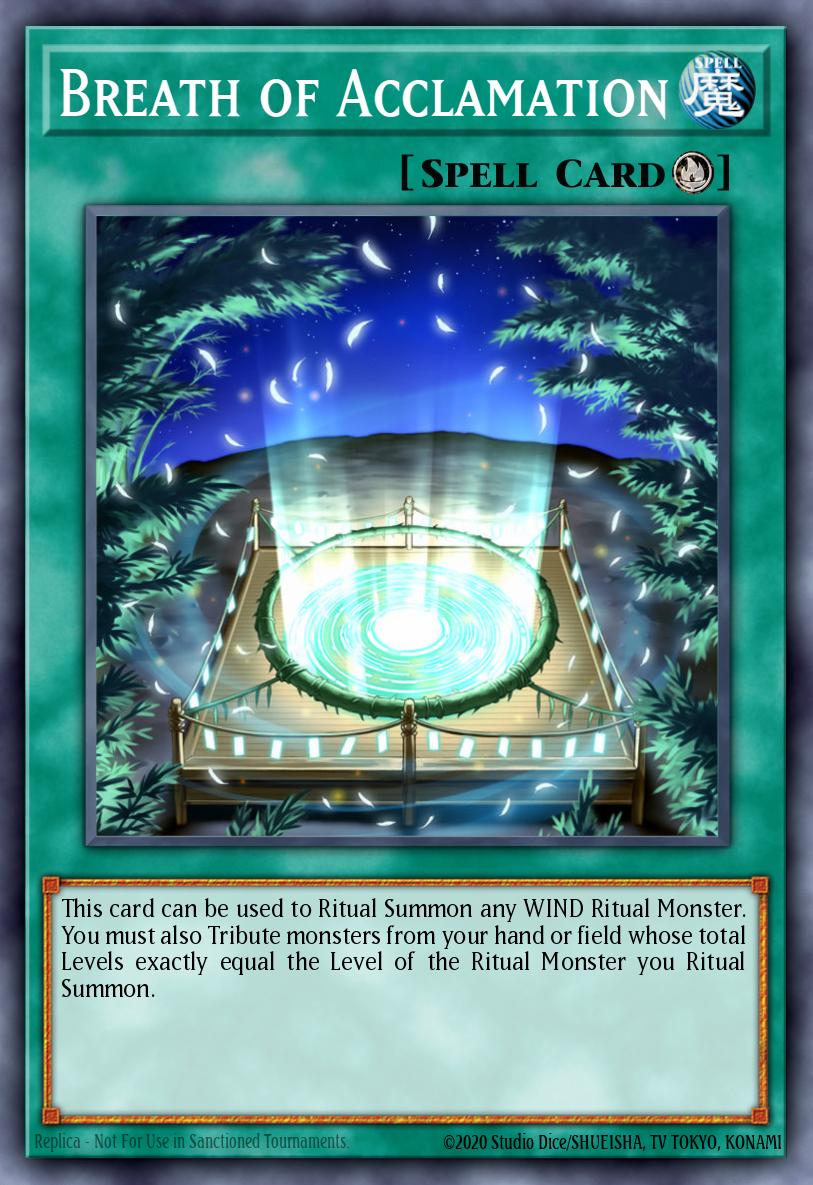 BREATH OF ACCLAMATION
SPELL
魔
[SPELL CARD]
This card can be used to Ritual Summon any WIND Ritual Monster.
You must also Tribute monsters from your hand or field whose total
Levels exactly equal the Level of the Ritual Monster you Ritual
Summon.
Replica - Not For Use in Sanctioned Tournaments.
©2020 Studio Dice/SHUEISHA, TV TOKYO, KONAMI